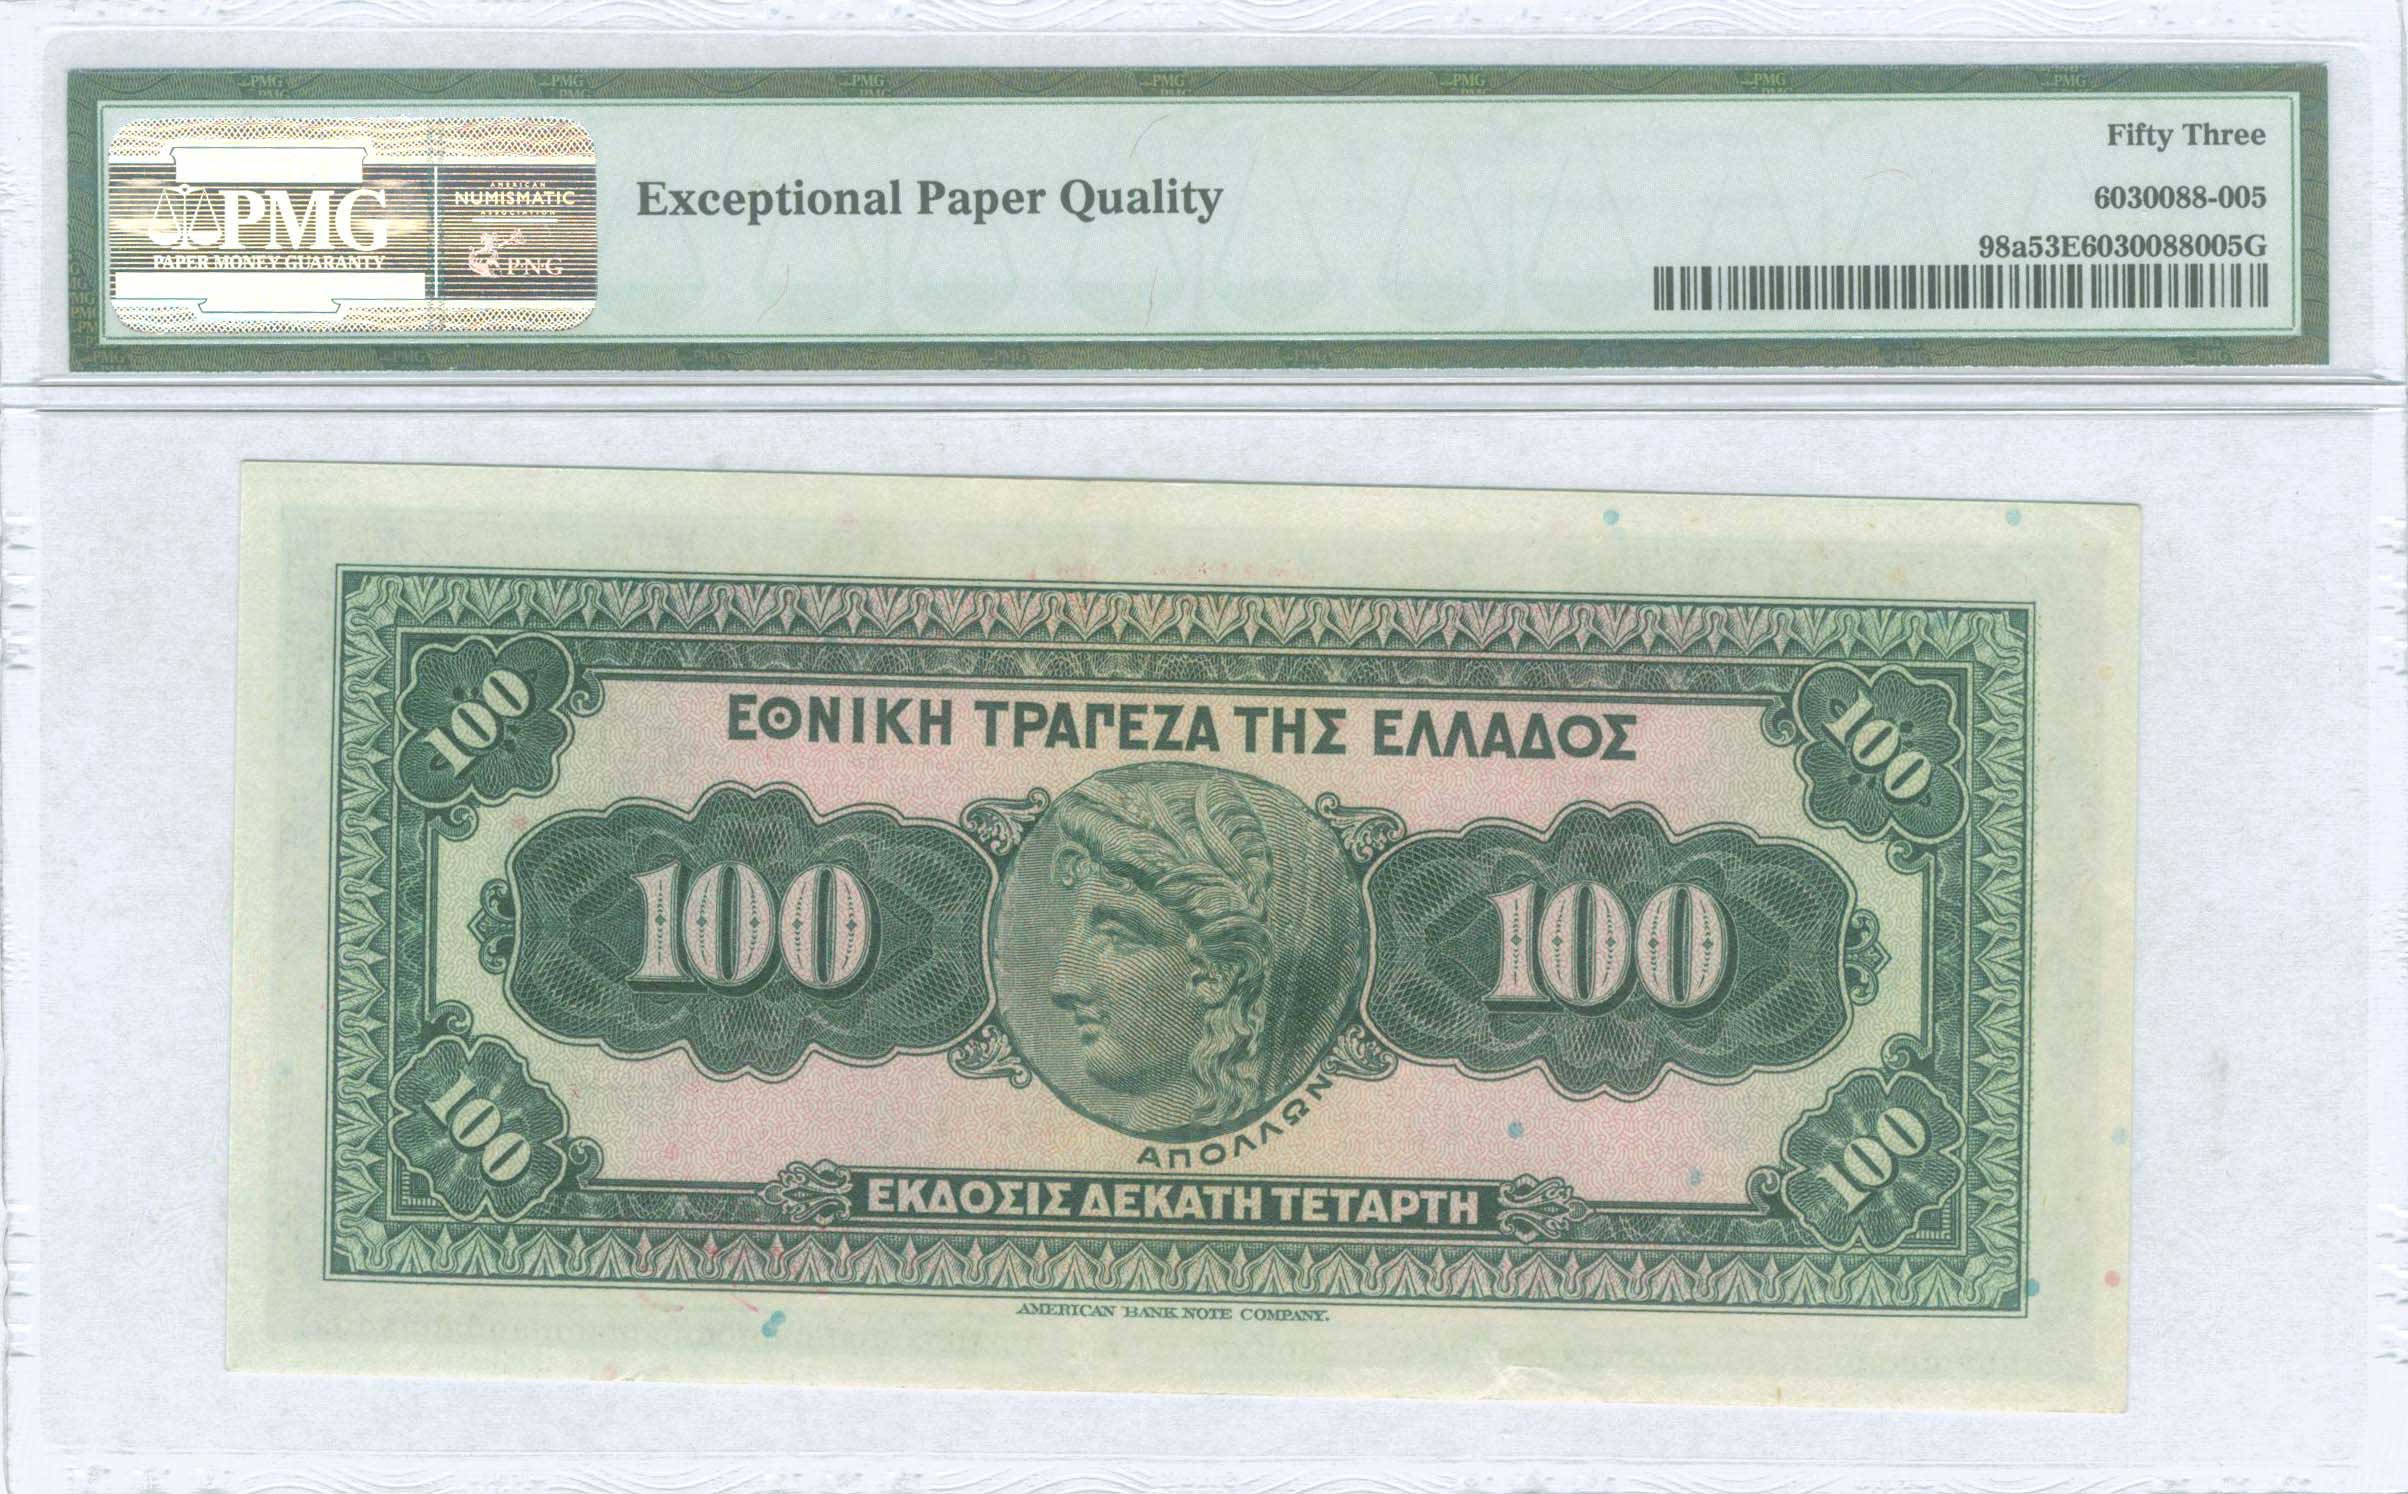 PMG
PAPER MONEY GUARANTY
AMERICAN
NUMISMATIC
ASSOCIATION
PNG
Exceptional Paper Quality
Fifty Three
6030088-005
98a53E6030088005G
100
100
ΕΘΝΙΚΗ ΤΡΑΠΕΖΑ ΤΗΣ ΕΛΛΑΔΟΣ
100
100
ΑΠΟΛΛΩΝ
100
100
ΕΚΔΟΣΙΣ ΔΕΚΑΤΗ ΤΕΤΑΡΤΗ
AMERICAN BANK NOTE COMPANY.